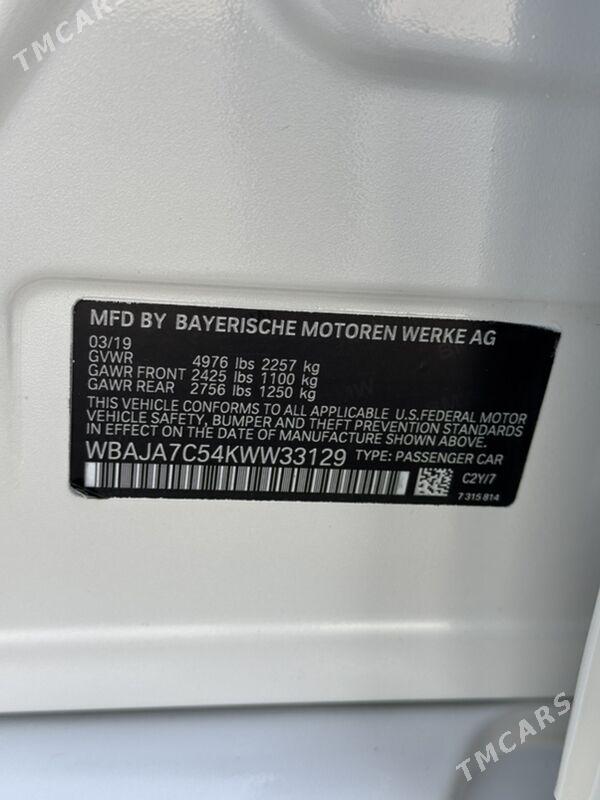 TMCARS
MFD BY BAYERISCHE MOTOREN WERKE AG
03/19
GVWR 4976 lbs 2257 kg
GAWR FRONT 2425 lbs 1100 kg
GAWR REAR 2756 lbs 1250 kg
THIS VEHICLE CONFORMS TO ALL APPLICABLE U.S.FEDERAL MOTOR
VEHICLE SAFETY, BUMPER AND THEFT PREVENTION STANDARDS
IN EFFECT ON THE DATE OF MANUFACTURE SHOWN ABOVE.
WBAJA7C54KWW33129 TYPE: PASSENGER CAR
C2Y/7
7 315 814
TMCARS